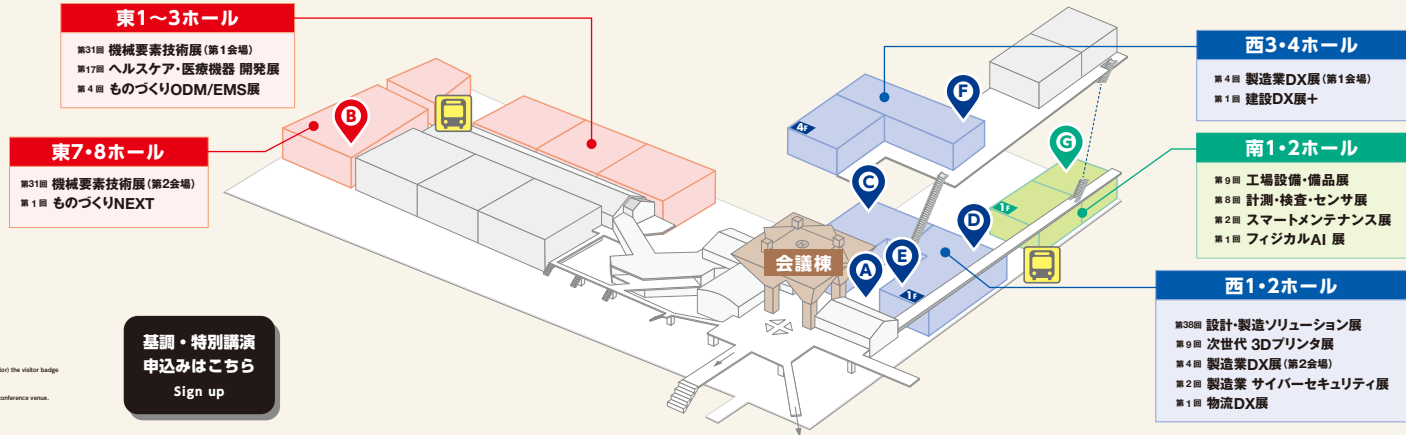 東1～3ホール
第31回 機械要素技術展(第1会場)
第17回 ヘルスケア・医療機器 開発展
第4回 ものづくりODM/EMS展
東7・8ホール
第31回 機械要素技術展(第2会場)
第1回 ものづくりNEXT
B
会議棟
A
C
D
E
F
G
4F
1F
1F
西3・4ホール
第4回 製造業DX展(第1会場)
第1回 建設DX展+
南1・2ホール
第9回 工場設備・備品展
第8回 計測・検査・センサ展
第2回 スマートメンテナンス展
第1回 フィジカルAI 展
西1・2ホール
第38回 設計・製造ソリューション展
第9回 次世代 3Dプリンタ展
第4回 製造業DX展(第2会場)
第2回 製造業 サイバーセキュリティ展
第1回 物流DX展
基調・特別講演
申込みはこちら
Sign up
or) the visitor badge
onference venue.